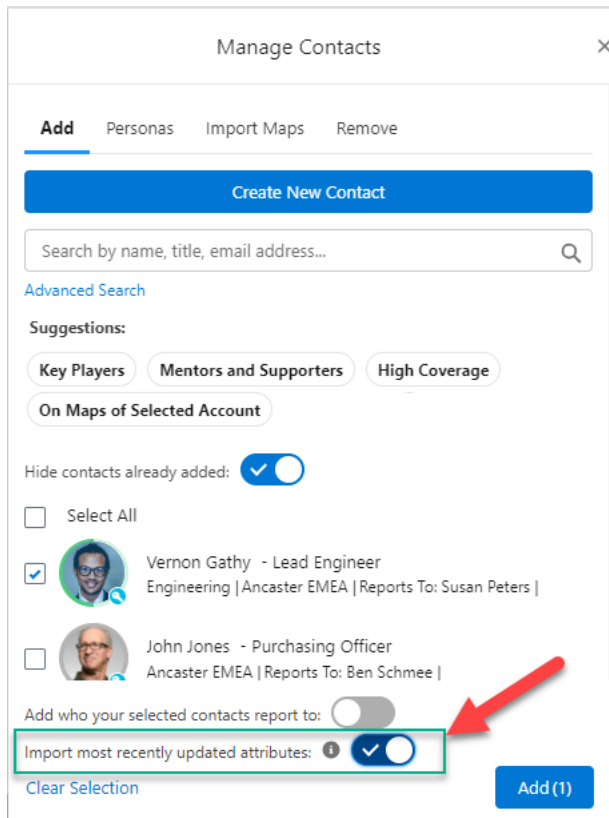 Manage Contacts
Add Personas Import Maps Remove
Create New Contact
Search by name, title, email address...
Advanced Search
Suggestions:
Key Players Mentors and Supporters High Coverage
On Maps of Selected Account
Hide contacts already added:
Select All
Vernon Gathy - Lead Engineer
Engineering | Ancaster EMEA | Reports To: Susan Peters |
John Jones - Purchasing Officer
Ancaster EMEA | Reports To: Ben Schmee |
Add who your selected contacts report to:
Import most recently updated attributes:
Clear Selection Add (1)